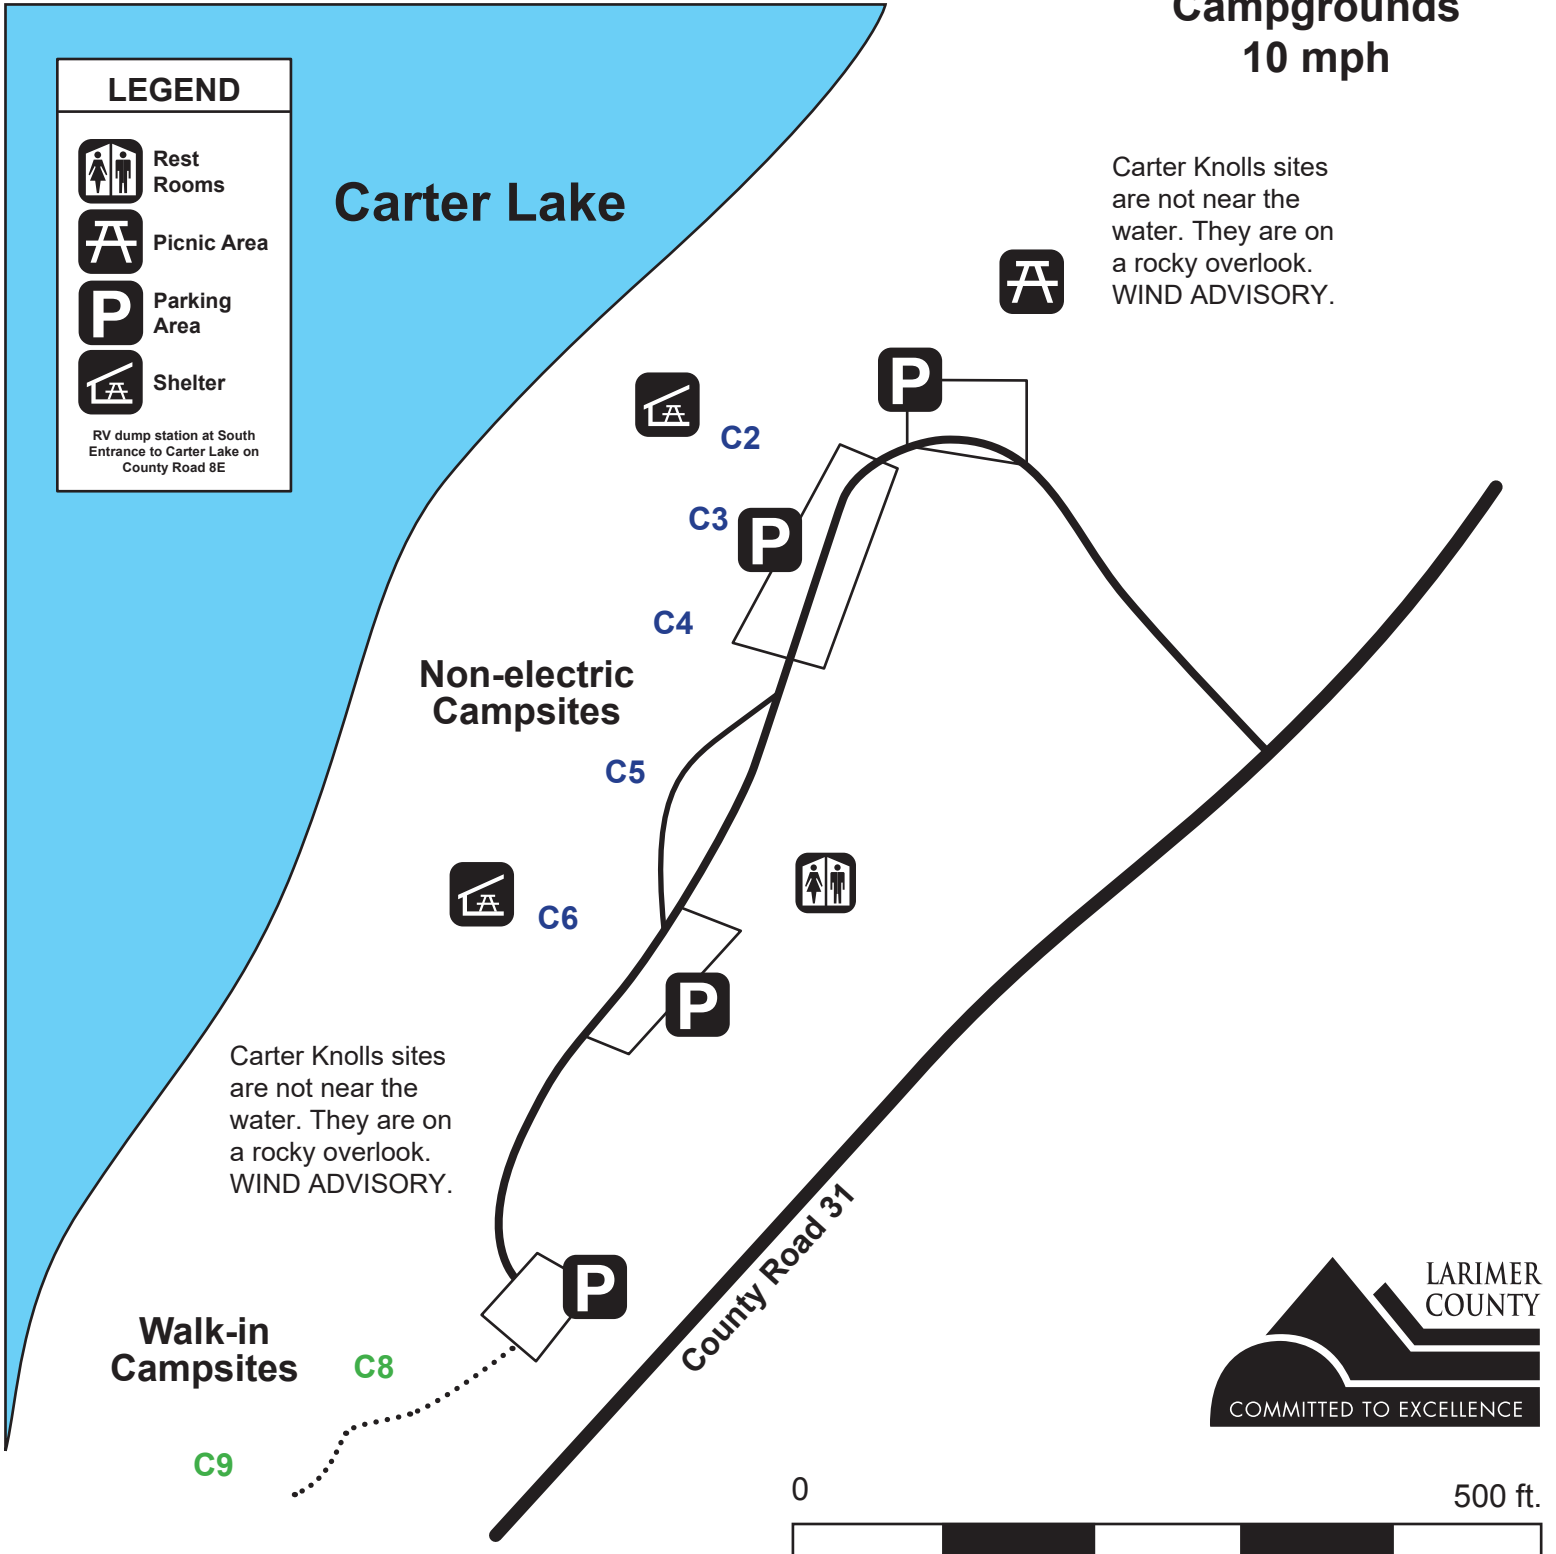 Campgrounds
10 mph
LEGEND
Rest
Rooms
Picnic Area
P
Parking
Area
Shelter
RV dump station at South
Entrance to Carter Lake on
County Road 8E
Carter Lake
Carter Knolls sites
are not near the
water. They are on
a rocky overlook.
WIND ADVISORY.
P
C2
C3
P
C4
Non-electric
Campsites
C5
C6
P
Carter Knolls sites
are not near the
water. They are on
a rocky overlook.
WIND ADVISORY.
County Road 31
P
Walk-in
Campsites
C8
C9
LARIMER
COUNTY
COMMITTED TO EXCELLENCE
0
500 ft.